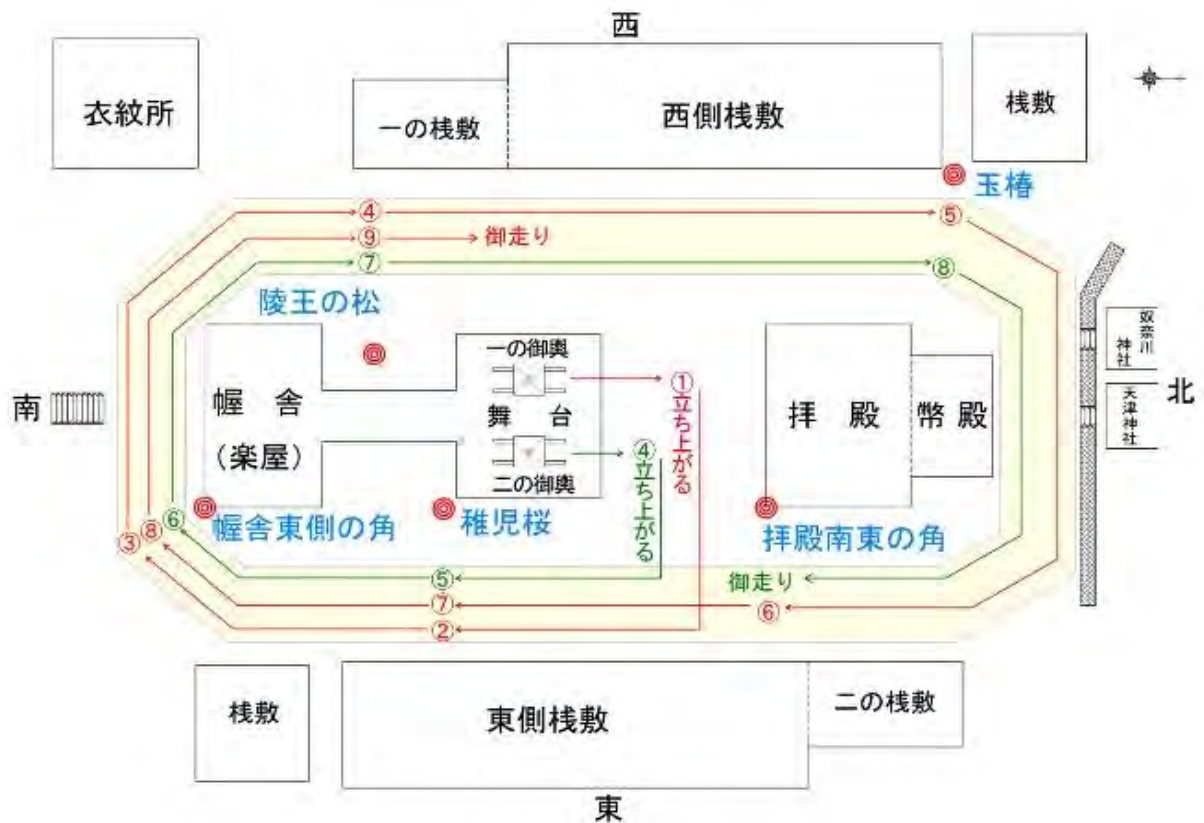 西
衣紋所
一の桟敷
西側桟敷
桟敷
玉椿
④
⑤
⑨
御走り
⑦
⑧
陵王の松
南
幄舎
(楽屋)
一の御輿
舞台
二の御輿
①立ち上がる
④立ち上がる
拝殿
幣殿
奴奈川
神社
天津神社
北
幄舎東側の角
稚児桜
拝殿南東の角
③
⑧
⑥
⑤
御走り
⑦
⑥
②
桟敷
東側桟敷
二の桟敷
東